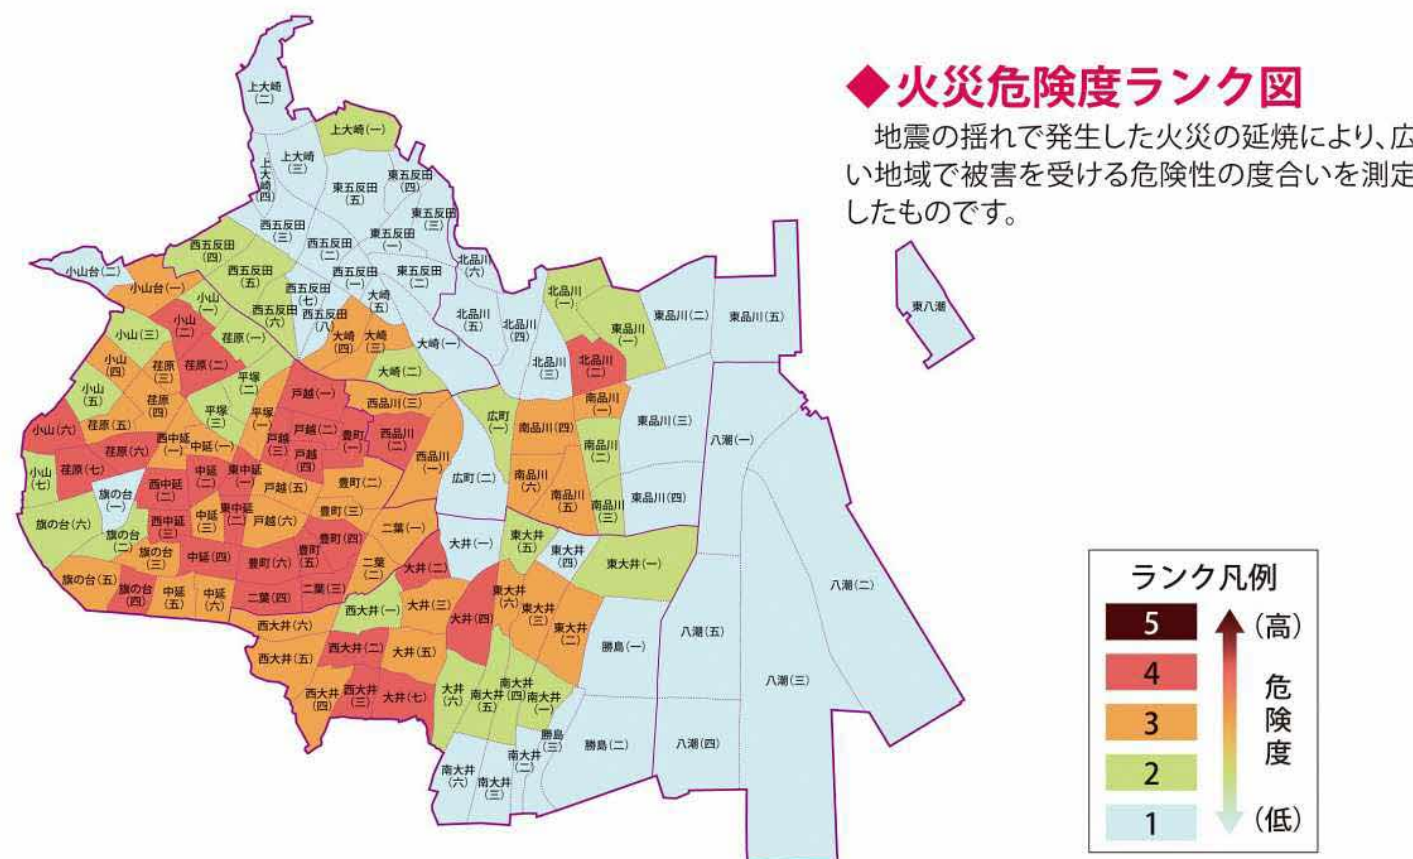 ◆火災危険度ランク図
地震の揺れで発生した火災の延焼により、広
い地域で被害を受ける危険性の度合いを測定
したものです。
上大崎
(二)
上大崎(一)
上大崎
(三)
上大崎(四)
東五反田
(四)
東五反田
(五)
東五反田
(三)
西五反田
(三)
東五反田
(一)
西五反田
(二)
西五反田
(四)
北品川
(六)
小山台(二)
西五反田
(五)
西五反田
(一)
東五反田
(二)
小山台(一)
西五反田
(七)
大崎
(五)
北品川
(一)
東八潮
小山
(一)
西五反田
(六)
西五反田
(八)
北品川
(五)
北品川
(四)
東品川
(一)
東品川(二)
東品川(五)
小山
(二)
小山(三)
荏原(一)
大崎
(四)
大崎
(三)
大崎(一)
小山
(四)
荏原
(三)
荏原(二)
北品川
(三)
北品川
(二)
大崎(二)
平塚
(二)
小山
(五)
戸越(一)
西品川(三)
南品川
(一)
荏原
(四)
平塚
(三)
平塚
(一)
広町
(一)
東品川(三)
小山(六)
荏原(五)
戸越(二)
豊町
(一)
西品川
(二)
南品川(四)
八潮(一)
西中延
(一)
中延(一)
戸越
(三)
荏原(六)
戸越
(四)
西品川
(一)
南品川
(二)
小山
(七)
荏原(七)
中延
(二)
東中延
(一)
広町(二)
南品川
(六)
西中延
(二)
戸越(五)
豊町(二)
南品川
(五)
東品川(四)
旗の台
(一)
旗の台(六)
西中延
(三)
中延
(三)
東中延
(二)
戸越(六)
豊町(三)
南品川
(三)
旗の台
(二)
二葉(一)
大井(一)
東大井
(五)
旗の台
(三)
中延(四)
豊町(六)
豊町
(五)
豊町(四)
東大井
(四)
東大井(一)
旗の台(五)
二葉
(二)
大井(二)
八潮(二)
旗の台
(四)
中延
(五)
中延
(六)
二葉(四)
二葉(三)
東大井
(六)
西大井(一)
大井(三)
大井(四)
東大井
(三)
西大井(六)
東大井
(二)
八潮(五)
西大井(二)
大井(五)
勝島(一)
西大井(五)
八潮(三)
西大井
(四)
西大井
(三)
大井(七)
大井
(六)
南大井
(五)
南大井
(四)
南大井
(一)
勝島
(三)
勝島(二)
八潮(四)
南大井
(六)
南大井
(三)
南大井
(二)
ランク凡例
5
(高)
4
3
危険度
2
1
(低)